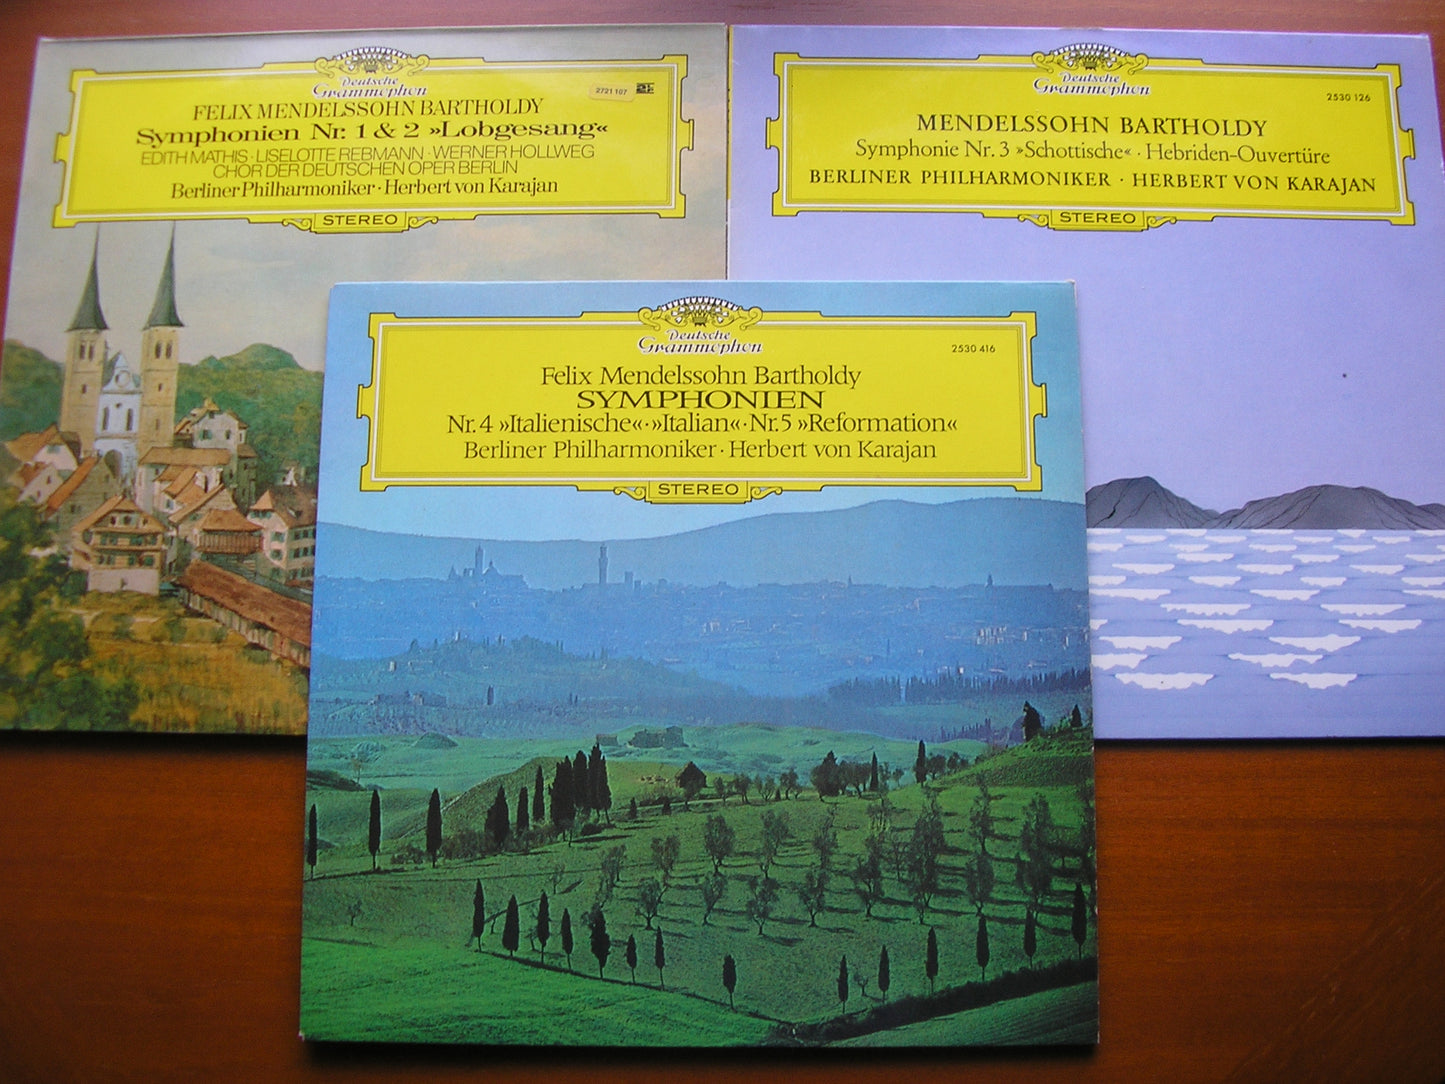 Deutsche
Grammophon
2721 107
FELIX MENDELSSOHN BARTHOLDY
Symphonien Nr. 1 & 2 »Lobgesang«
EDITH MATHIS · LISELOTTE REBMANN · WERNER HOLLWEG
CHOR DER DEUTSCHEN OPER BERLIN
Berliner Philharmoniker · Herbert von Karajan
STEREO
Deutsche
Grammophon
2530 126
MENDELSSOHN BARTHOLDY
Symphonie Nr. 3 »Schottische« · Hebriden-Ouvertüre
BERLINER PHILHARMONIKER · HERBERT VON KARAJAN
STEREO
Deutsche
Grammophon
2530 416
Felix Mendelssohn Bartholdy
SYMPHONIEN
Nr. 4 »Italienische« · »Italian« · Nr. 5 »Reformation«
Berliner Philharmoniker · Herbert von Karajan
STEREO